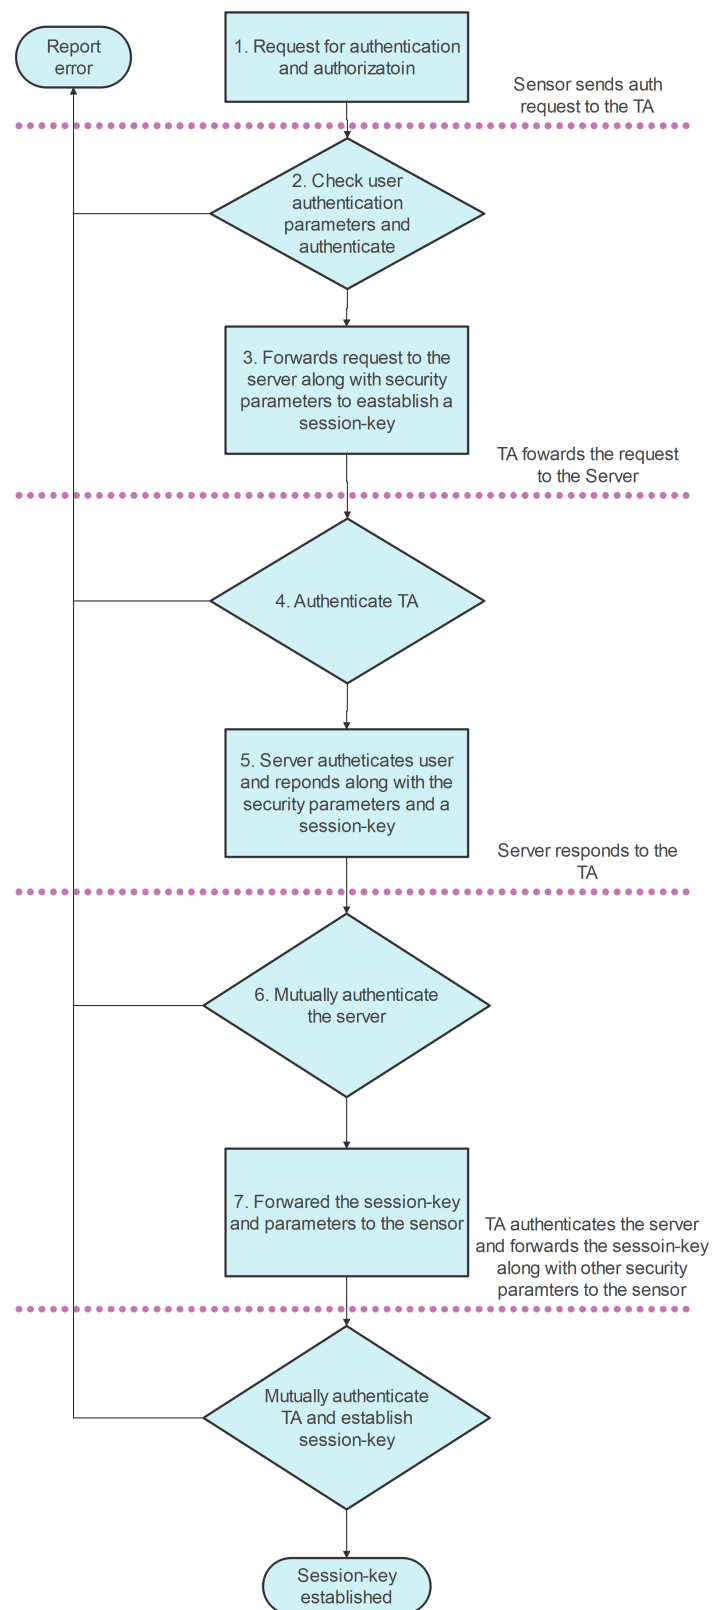 Report
error
1. Request for authentication
and authorizatoin
Sensor sends auth
request to the TA
2. Check user
authentication
parameters and
authenticate
3. Forwards request to the
server along with security
parameters to eastablish a
session-key
TA fowards the request
to the Server
4. Authenticate TA
5. Server autheticates user
and reponds along with the
security parameters and a
session-key
Server responds to the
TA
6. Mutually authenticate
the server
7. Forwared the session-key
and parameters to the sensor
TA authenticates the server
and forwards the sessoin-key
along with other security
paramters to the sensor
Mutually authenticate
TA and establish
session-key
Session-key
established